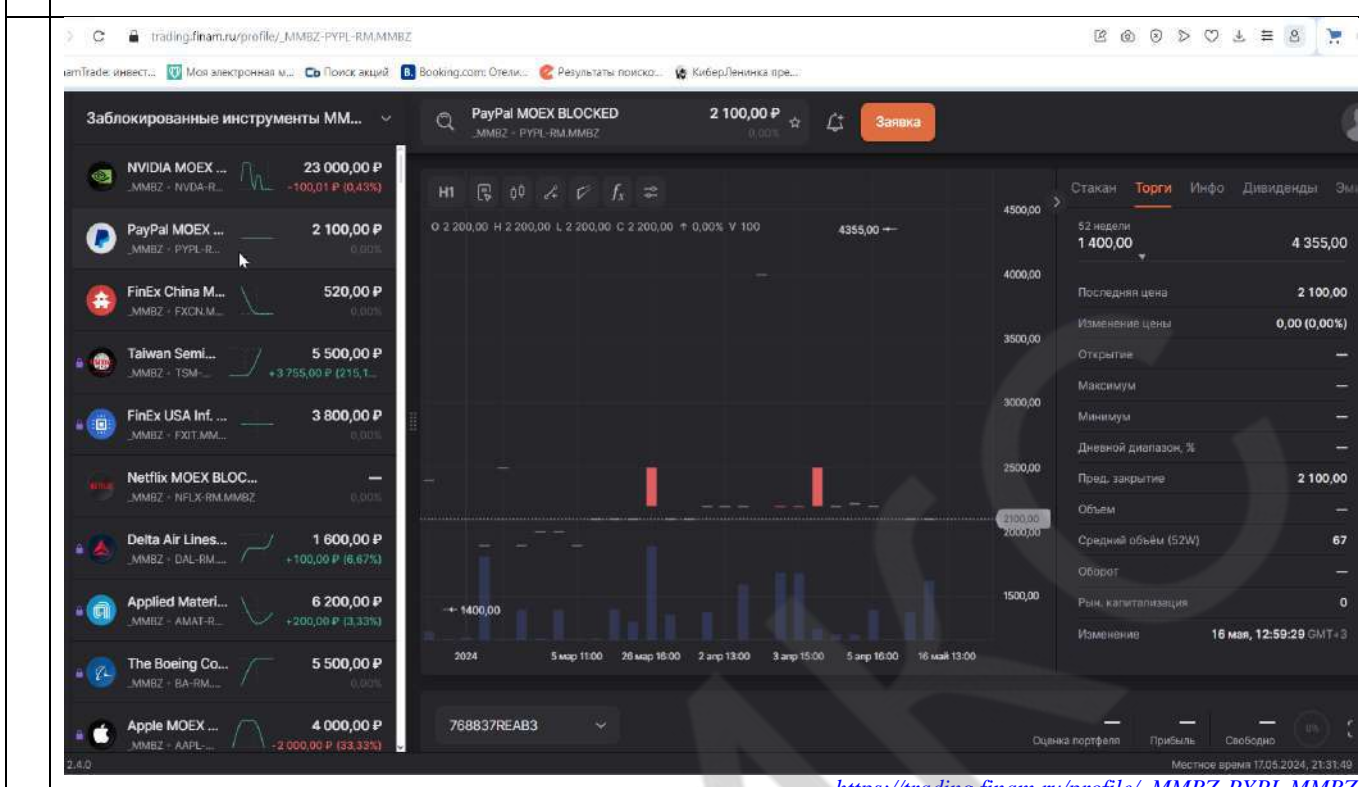 trading.finam.ru/profile/_MMBZ-PYPL-RM.MMBZ
amTrade: инвест... Моя электронная м... Co Поиск акций B. Booking.com: Отели... Результаты поиско... КиберЛенинка пре...
Заблокированные инструменты MM...
PayPal MOEX BLOCKED 2 100,00 ₽
_MMBZ - PYPL-RM.MMBZ 0,00%
Заявка
NVIDIA MOEX ... 23 000,00 ₽
_MMBZ - NVDA-R... -100,01 ₽ (0,43%)
PayPal MOEX ... 2 100,00 ₽
_MMBZ - PYPL-R... 0,00%
FinEx China M... 520,00 ₽
_MMBZ - FXCN.M... 0,00%
Taiwan Semi... 5 500,00 ₽
_MMBZ - TSM-... +3 755,00 ₽ (215,1...
FinEx USA Inf. ... 3 800,00 ₽
_MMBZ - FXIT.MM... 0,00%
Netflix MOEX BLOC... —
_MMBZ - NFLX-RM.MMBZ 0,00%
Delta Air Lines... 1 600,00 ₽
_MMBZ - DAL-RM.... +100,00 ₽ (6,67%)
Applied Materi... 6 200,00 ₽
_MMBZ - AMAT-R... +200,00 ₽ (3,33%)
The Boeing Co... 5 500,00 ₽
_MMBZ - BA-RM.... 0,00%
Apple MOEX ... 4 000,00 ₽
_MMBZ - AAPL-... -2 000,00 ₽ (33,33%)
2.4.0
H1 fx
O 2 200,00 H 2 200,00 L 2 200,00 C 2 200,00 ↑ 0,00% V 100
4355,00
1400,00
4500,00
4000,00
3500,00
3000,00
2500,00
2100,00
2000,00
1500,00
2024 5 мар 11:00 26 мар 16:00 2 апр 13:00 3 апр 15:00 5 апр 16:00 16 май 13:00
Стакан Торги Инфо Дивиденды Эм
52 недели
1 400,00 4 355,00
Последняя цена 2 100,00
Изменение цены 0,00 (0,00%)
Открытие —
Максимум —
Минимум —
Дневной диапазон, % —
Пред. закрытие 2 100,00
Объем —
Средний объём (52W) 67
Оборот —
Рын. капитализация 0
Изменение 16 мая, 12:59:29 GMT+3
768837REAB3
— — — 0%
Оценка портфеля Прибыль Свободно
Местное время 17.05.2024, 21:31:49
https://trading.finam.ru/profile/_MMBZ-PYPL.MMBZ